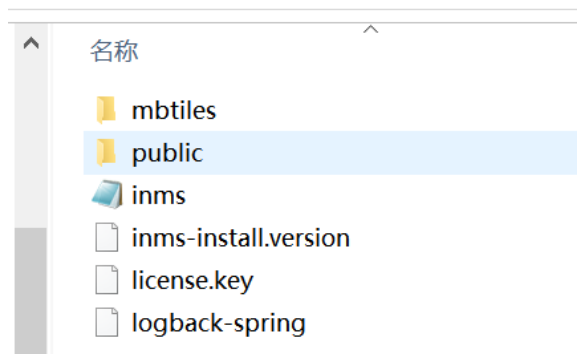 名称
mbtiles
public
inms
inms-install.version
license.key
logback-spring